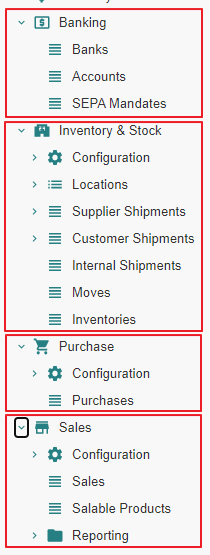 Banking
Banks
Accounts
SEPA Mandates
Inventory & Stock
Configuration
Locations
Supplier Shipments
Customer Shipments
Internal Shipments
Moves
Inventories
Purchase
Configuration
Purchases
Sales
Configuration
Sales
Salable Products
Reporting